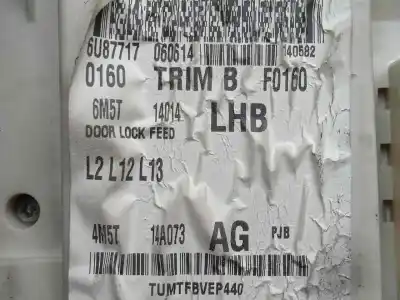 6U87717 060614 140582
0160 TRIM B F0160
6M5T 14014 LHB
DOOR LOCK FEED
L2 L12 L13
4M5T 14A073 AG PJB
TUMTFBVEP440